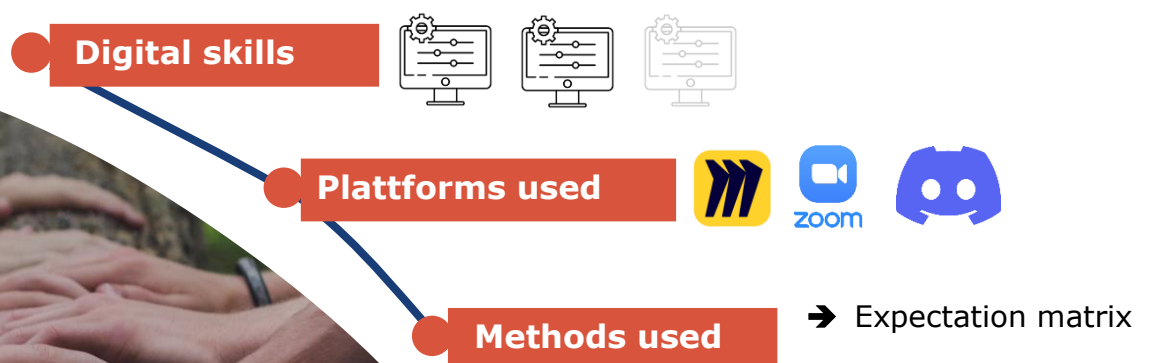 Digital skills
Plattforms used
zoom
Methods used
➔ Expectation matrix